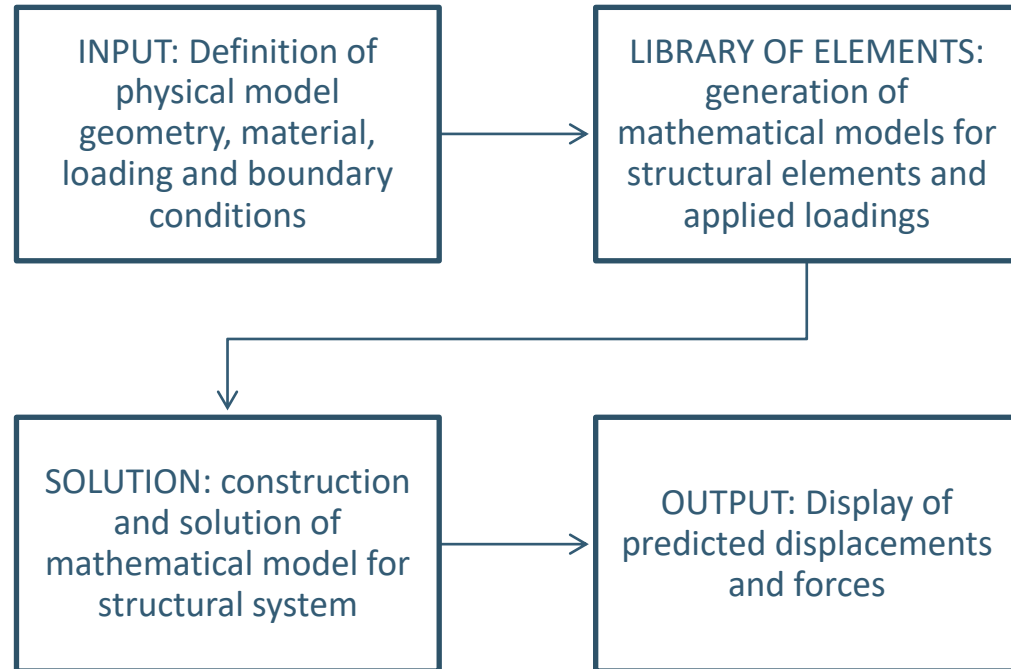 INPUT: Definition of
physical model
geometry, material,
loading and boundary
conditions
LIBRARY OF ELEMENTS:
generation of
mathematical models for
structural elements and
applied loadings
SOLUTION: construction
and solution of
mathematical model for
structural system
OUTPUT: Display of
predicted displacements
and forces